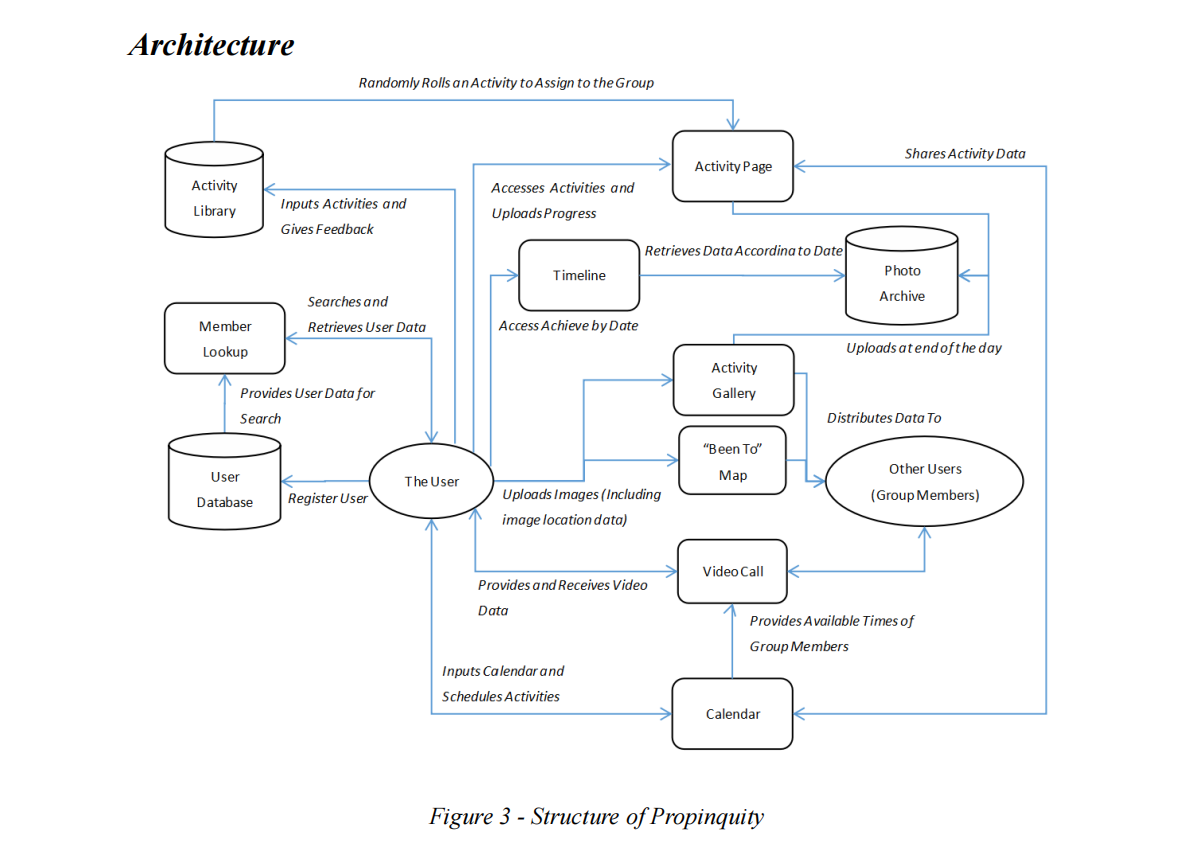 Architecture
Randomly Rolls an Activity to Assign to the Group
Activity Page
Shares Activity Data
Activity
Library
Accesses Activities and
Uploads Progress
Inputs Activities and
Gives Feedback
Retrieves Data Accordina to Date
Timeline
Photo
Archive
Searches and
Retrieves User Data
Access Achieve by Date
Member
Lookup
Uploads at end of the day
Activity
Gallery
Provides User Data for
Search
Distributes Data To
"Been To"
Map
Other Users
(Group Members)
User
Database
The User
Register User
Uploads Images (Including
image location data)
Video Call
Provides and Receives Video
Data
Provides Available Times of
Group Members
Inputs Calendar and
Schedules Activities
Calendar
Figure 3 - Structure of Propinquity